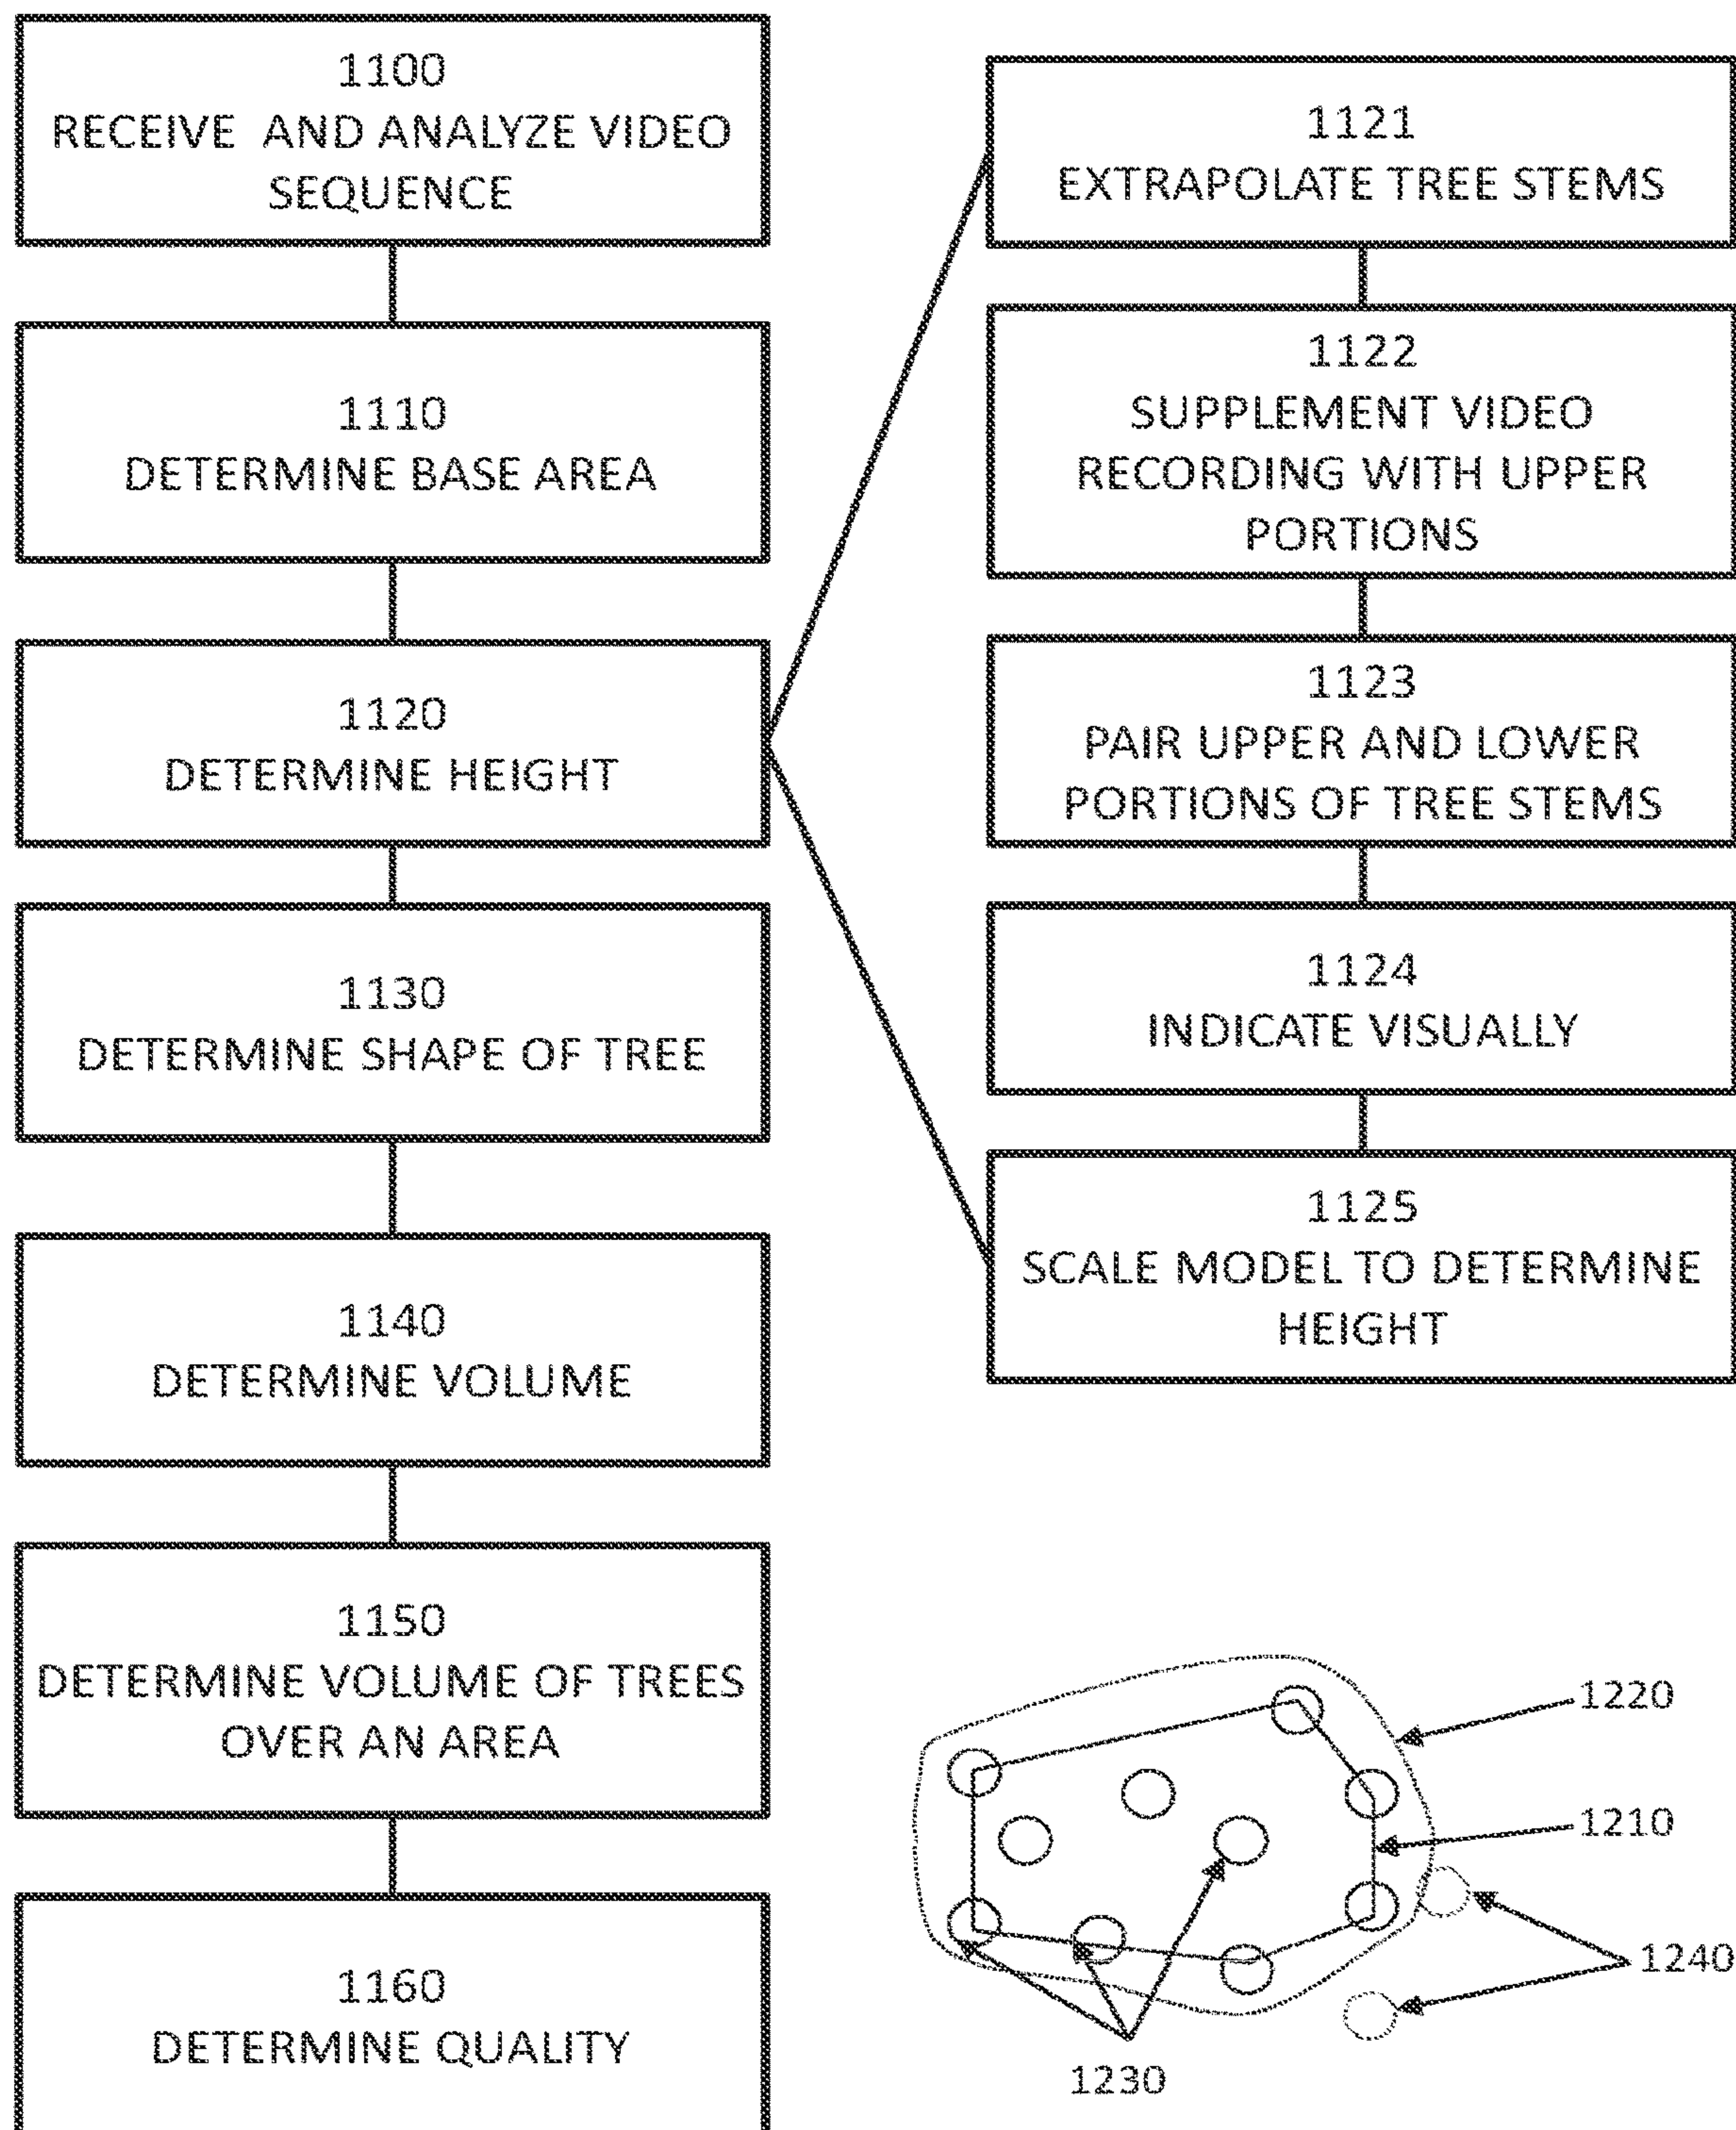 1100
RECEIVE AND ANALYZE VIDEO
SEQUENCE
1110
DETERMINE BASE AREA
1120
DETERMINE HEIGHT
1130
DETERMINE SHAPE OF TREE
1140
DETERMINE VOLUME
1150
DETERMINE VOLUME OF TREES
OVER AN AREA
1160
DETERMINE QUALITY
1121
EXTRAPOLATE TREE STEMS
1122
SUPPLEMENT VIDEO
RECORDING WITH UPPER
PORTIONS
1123
PAIR UPPER AND LOWER
PORTIONS OF TREE STEMS
1124
INDICATE VISUALLY
1125
SCALE MODEL TO DETERMINE
HEIGHT
1220
1210
1240
1230